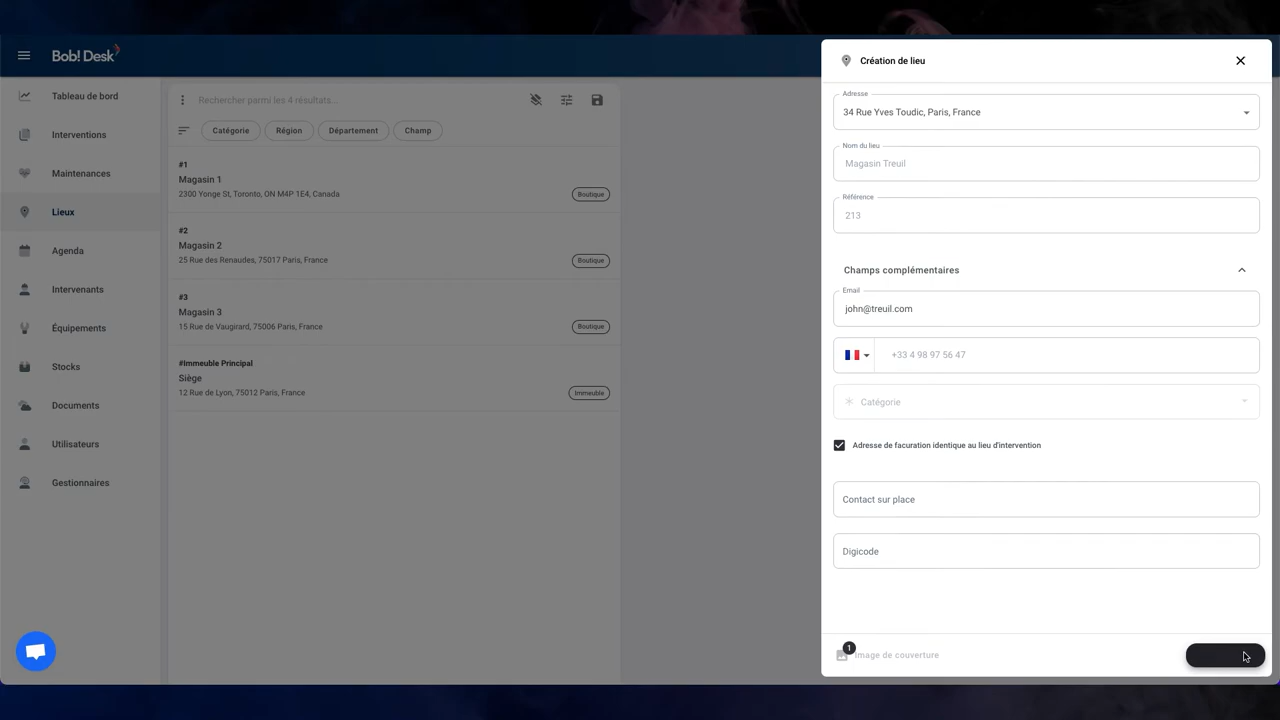 Bob! Desk
Tableau de bord
Interventions
Maintenances
Lieux
Agenda
Intervenants
Équipements
Stocks
Documents
Utilisateurs
Gestionnaires
Rechercher parmi les 4 résultats...
Catégorie
Région
Département
Champ
#1
Magasin 1
2300 Yonge St, Toronto, ON M4P 1E4, Canada
Boutique
#2
Magasin 2
25 Rue des Renaudes, 75017 Paris, France
Boutique
#3
Magasin 3
15 Rue de Vaugirard, 75006 Paris, France
Boutique
#Immeuble Principal
Siège
12 Rue de Lyon, 75012 Paris, France
Immeuble
Création de lieu
Adresse
34 Rue Yves Toudic, Paris, France
Nom du lieu
Magasin Treuil
Référence
213
Champs complémentaires
Email
john@treuil.com
+33 4 98 97 56 47
Catégorie
Adresse de facuration identique au lieu d'intervention
Contact sur place
Digicode
1
Image de couverture